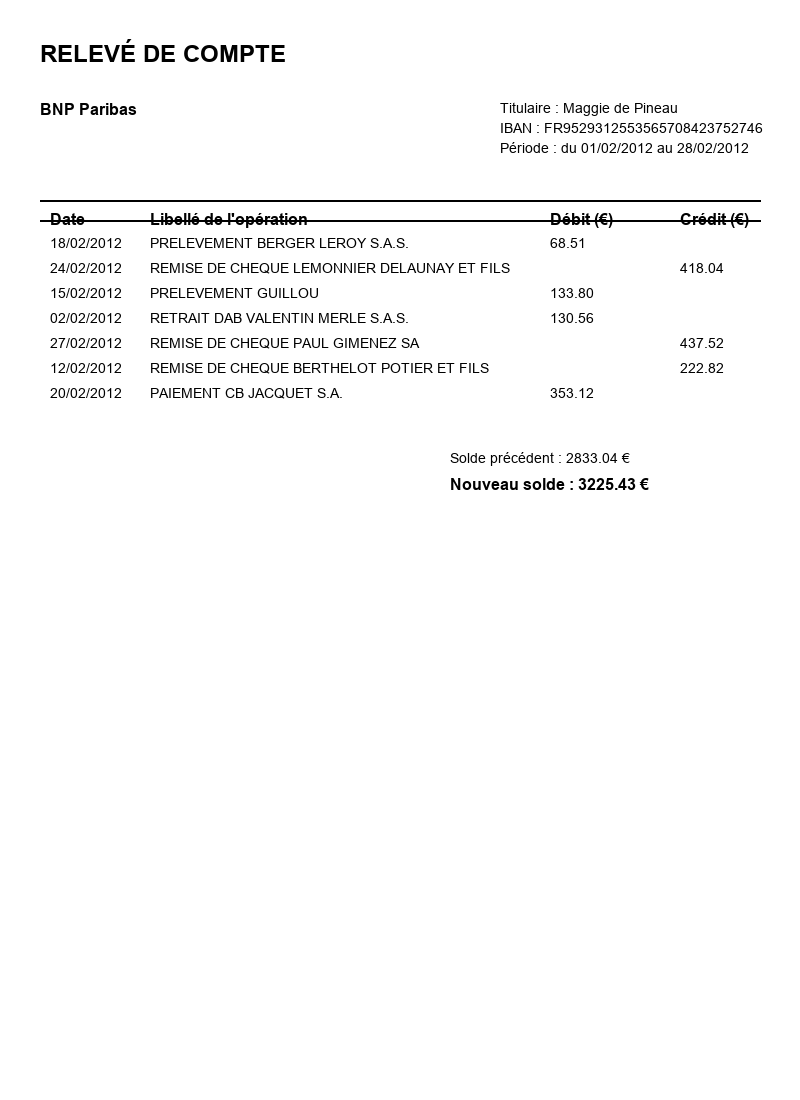 RELEVÉ DE COMPTE
BNP Paribas
Titulaire : Maggie de Pineau
IBAN : FR9529312553565708423752746
Période : du 01/02/2012 au 28/02/2012
Date Libellé de l'opération Débit (€) Crédit (€)
18/02/2012 PRELEVEMENT BERGER LEROY S.A.S. 68.51
24/02/2012 REMISE DE CHEQUE LEMONNIER DELAUNAY ET FILS 418.04
15/02/2012 PRELEVEMENT GUILLOU 133.80
02/02/2012 RETRAIT DAB VALENTIN MERLE S.A.S. 130.56
27/02/2012 REMISE DE CHEQUE PAUL GIMENEZ SA 437.52
12/02/2012 REMISE DE CHEQUE BERTHELOT POTIER ET FILS 222.82
20/02/2012 PAIEMENT CB JACQUET S.A. 353.12
Solde précédent : 2833.04 €
Nouveau solde : 3225.43 €